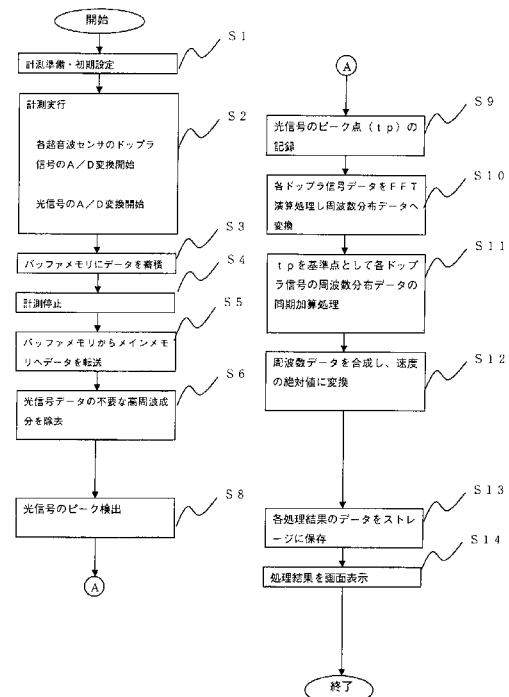 開始
S1
計測準備・初期設定
計測実行
S2
各超音波センサのドップラ
信号のA/D変換開始
光信号のA/D変換開始
S3
バッファメモリにデータを蓄積
S4
計測停止
S5
バッファメモリからメインメモ
リへデータを転送
S6
光信号データの不要な高周波成
分を除去
S8
光信号のピーク検出
A
A
S9
光信号のピーク点(tp)の
記録
S10
各ドップラ信号データをFFT
演算処理し周波数分布データへ
変換
S11
tpを基準点として各ドップ
ラ信号の周波数分布データの
同期加算処理
S12
周波数データを合成し、速度
の絶対値に変換
S13
各処理結果のデータをストレ
ージに保存
S14
処理結果を画面表示
終了